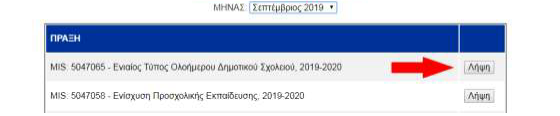 ΜΗΝΑΣ: Σεπτέμβριος 2019
ΠΡΑΞΗ
MIS: 5047065 - Ενιαίος Τύπος Ολοήμερου Δημοτικού Σχολειού, 2019-2020 Λήψη
MIS: 5047058 - Ενίσχυση Προσχολικής Εκπαίδευσης, 2019-2020 Λήψη